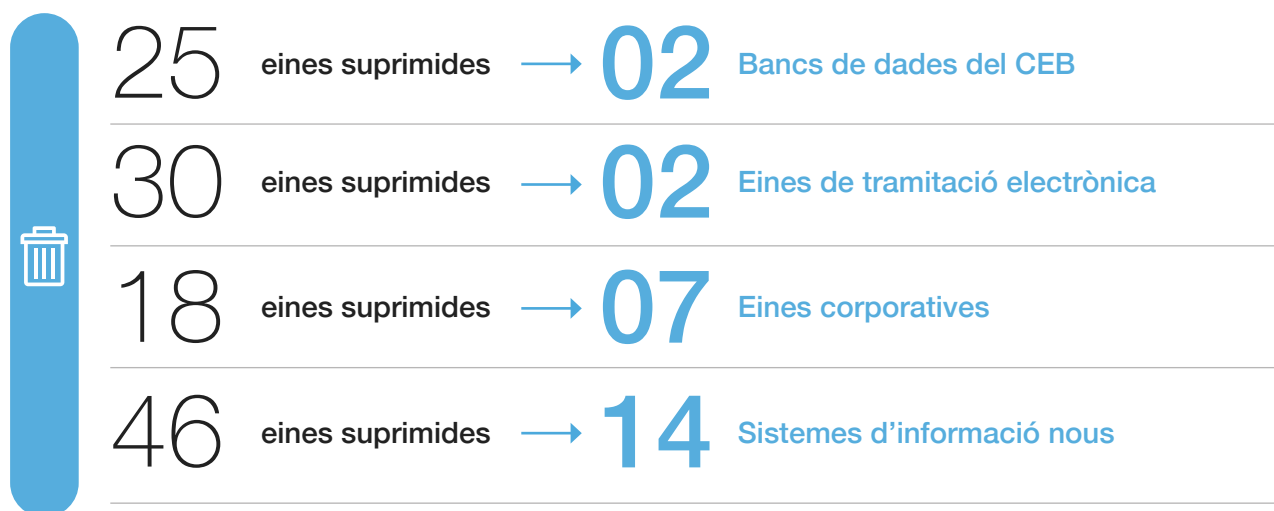 25 eines suprimides → 02 Bancs de dades del CEB
30 eines suprimides → 02 Eines de tramitació electrònica
18 eines suprimides → 07 Eines corporatives
46 eines suprimides → 14 Sistemes d’informació nous